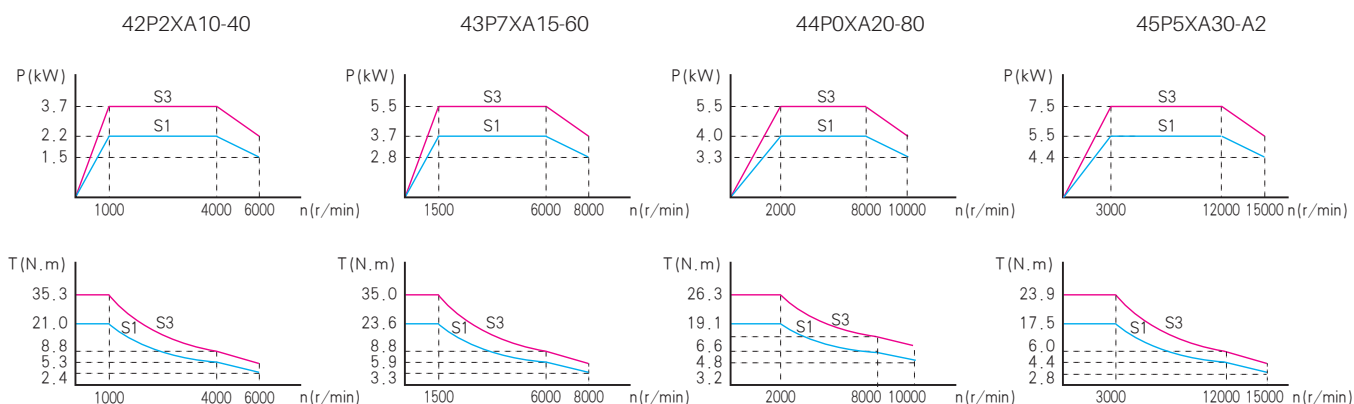 42P2XA10-40
43P7XA15-60
44P0XA20-80
45P5XA30-A2
P(kW)
3.7
2.2
1.5
S3
S1
1000 4000 6000 n(r/min)
P(kW)
5.5
3.7
2.8
S3
S1
1500 6000 8000 n(r/min)
P(kW)
5.5
4.0
3.3
S3
S1
2000 8000 10000 n(r/min)
P(kW)
7.5
5.5
4.4
S3
S1
3000 12000 15000 n(r/min)
T(N.m)
35.3
21.0
8.8
5.3
2.4
S1
S3
1000 4000 6000 n(r/min)
T(N.m)
35.0
23.6
8.8
5.9
3.3
S1
S3
1500 6000 8000 n(r/min)
T(N.m)
26.3
19.1
6.6
4.8
3.2
S1
S3
2000 8000 10000 n(r/min)
T(N.m)
23.9
17.5
6.0
4.4
2.8
S1
S3
3000 12000 15000 n(r/min)